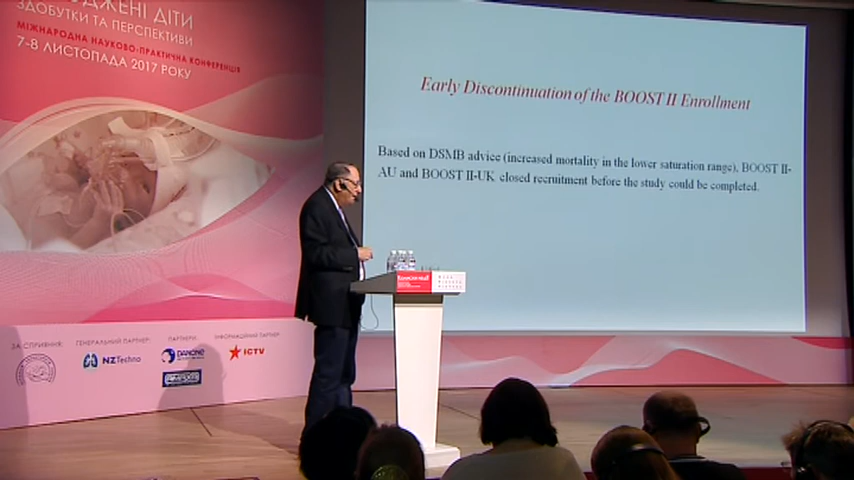 ДЖЕНІ ДІТИ
ЗДОБУТКИ ТА ПЕРСПЕКТИВИ
МІЖНАРОДНА НАУКОВО-ПРАКТИЧНА КОНФЕРЕНЦІЯ
7-8 ЛИСТОПАДА 2017 РОКУ
Early Discontinuation of the BOOST II Enrollment
Based on DSMB advice (increased mortality in the lower saturation range), BOOST II-
AU and BOOST II-UK closed recruitment before the study could be completed.
ЗА СПРИЯННЯ:
ГЕНЕРАЛЬНИЙ ПАРТНЕР:
ПАРТНЕРИ:
ІНФОРМАЦІЙНИЙ ПАРТНЕР:
NZTechno
DANONE
ICTV